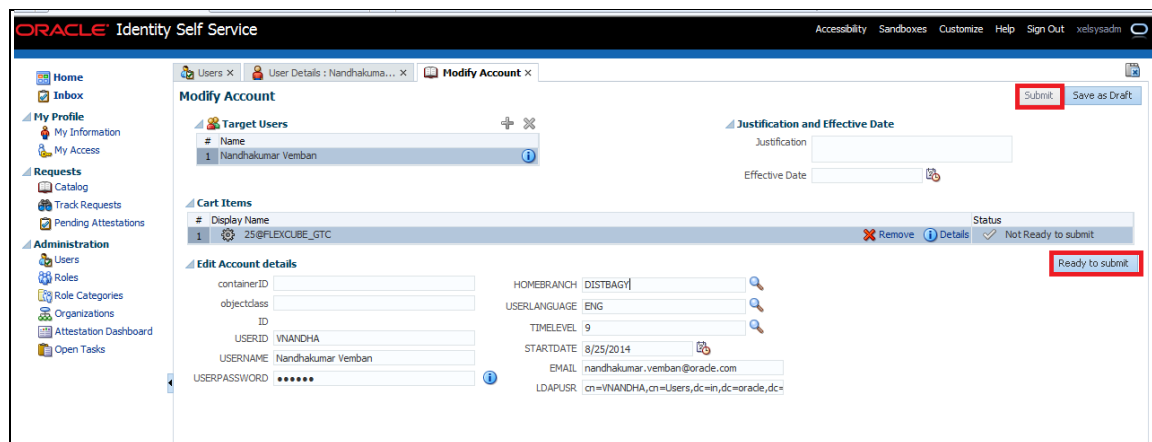 ORACLE Identity Self Service
Accessibility Sandboxes Customize Help Sign Out xelsysadm
Home
Inbox
My Profile
My Information
My Access
Requests
Catalog
Track Requests
Pending Attestations
Administration
Users
Roles
Role Categories
Organizations
Attestation Dashboard
Open Tasks
Users × User Details : Nandhakuma... × Modify Account ×
Modify Account
Submit Save as Draft
Target Users
# Name
1 Nandhakumar Vemban
Justification and Effective Date
Justification
Effective Date
Cart Items
# Display Name Status
1 25@FLEXCUBE_GTC Remove Details Not Ready to submit
Edit Account details
Ready to submit
containerID
objectclass
ID
USERID VNANDHA
USERNAME Nandhakumar Vemban
USERPASSWORD ••••••
HOMEBRANCH DISTBAGY
USERLANGUAGE ENG
TIMELEVEL 9
STARTDATE 8/25/2014
EMAIL nandhakumar.vemban@oracle.com
LDAPUSR cn=VNANDHA,cn=Users,dc=in,dc=oracle,dc=